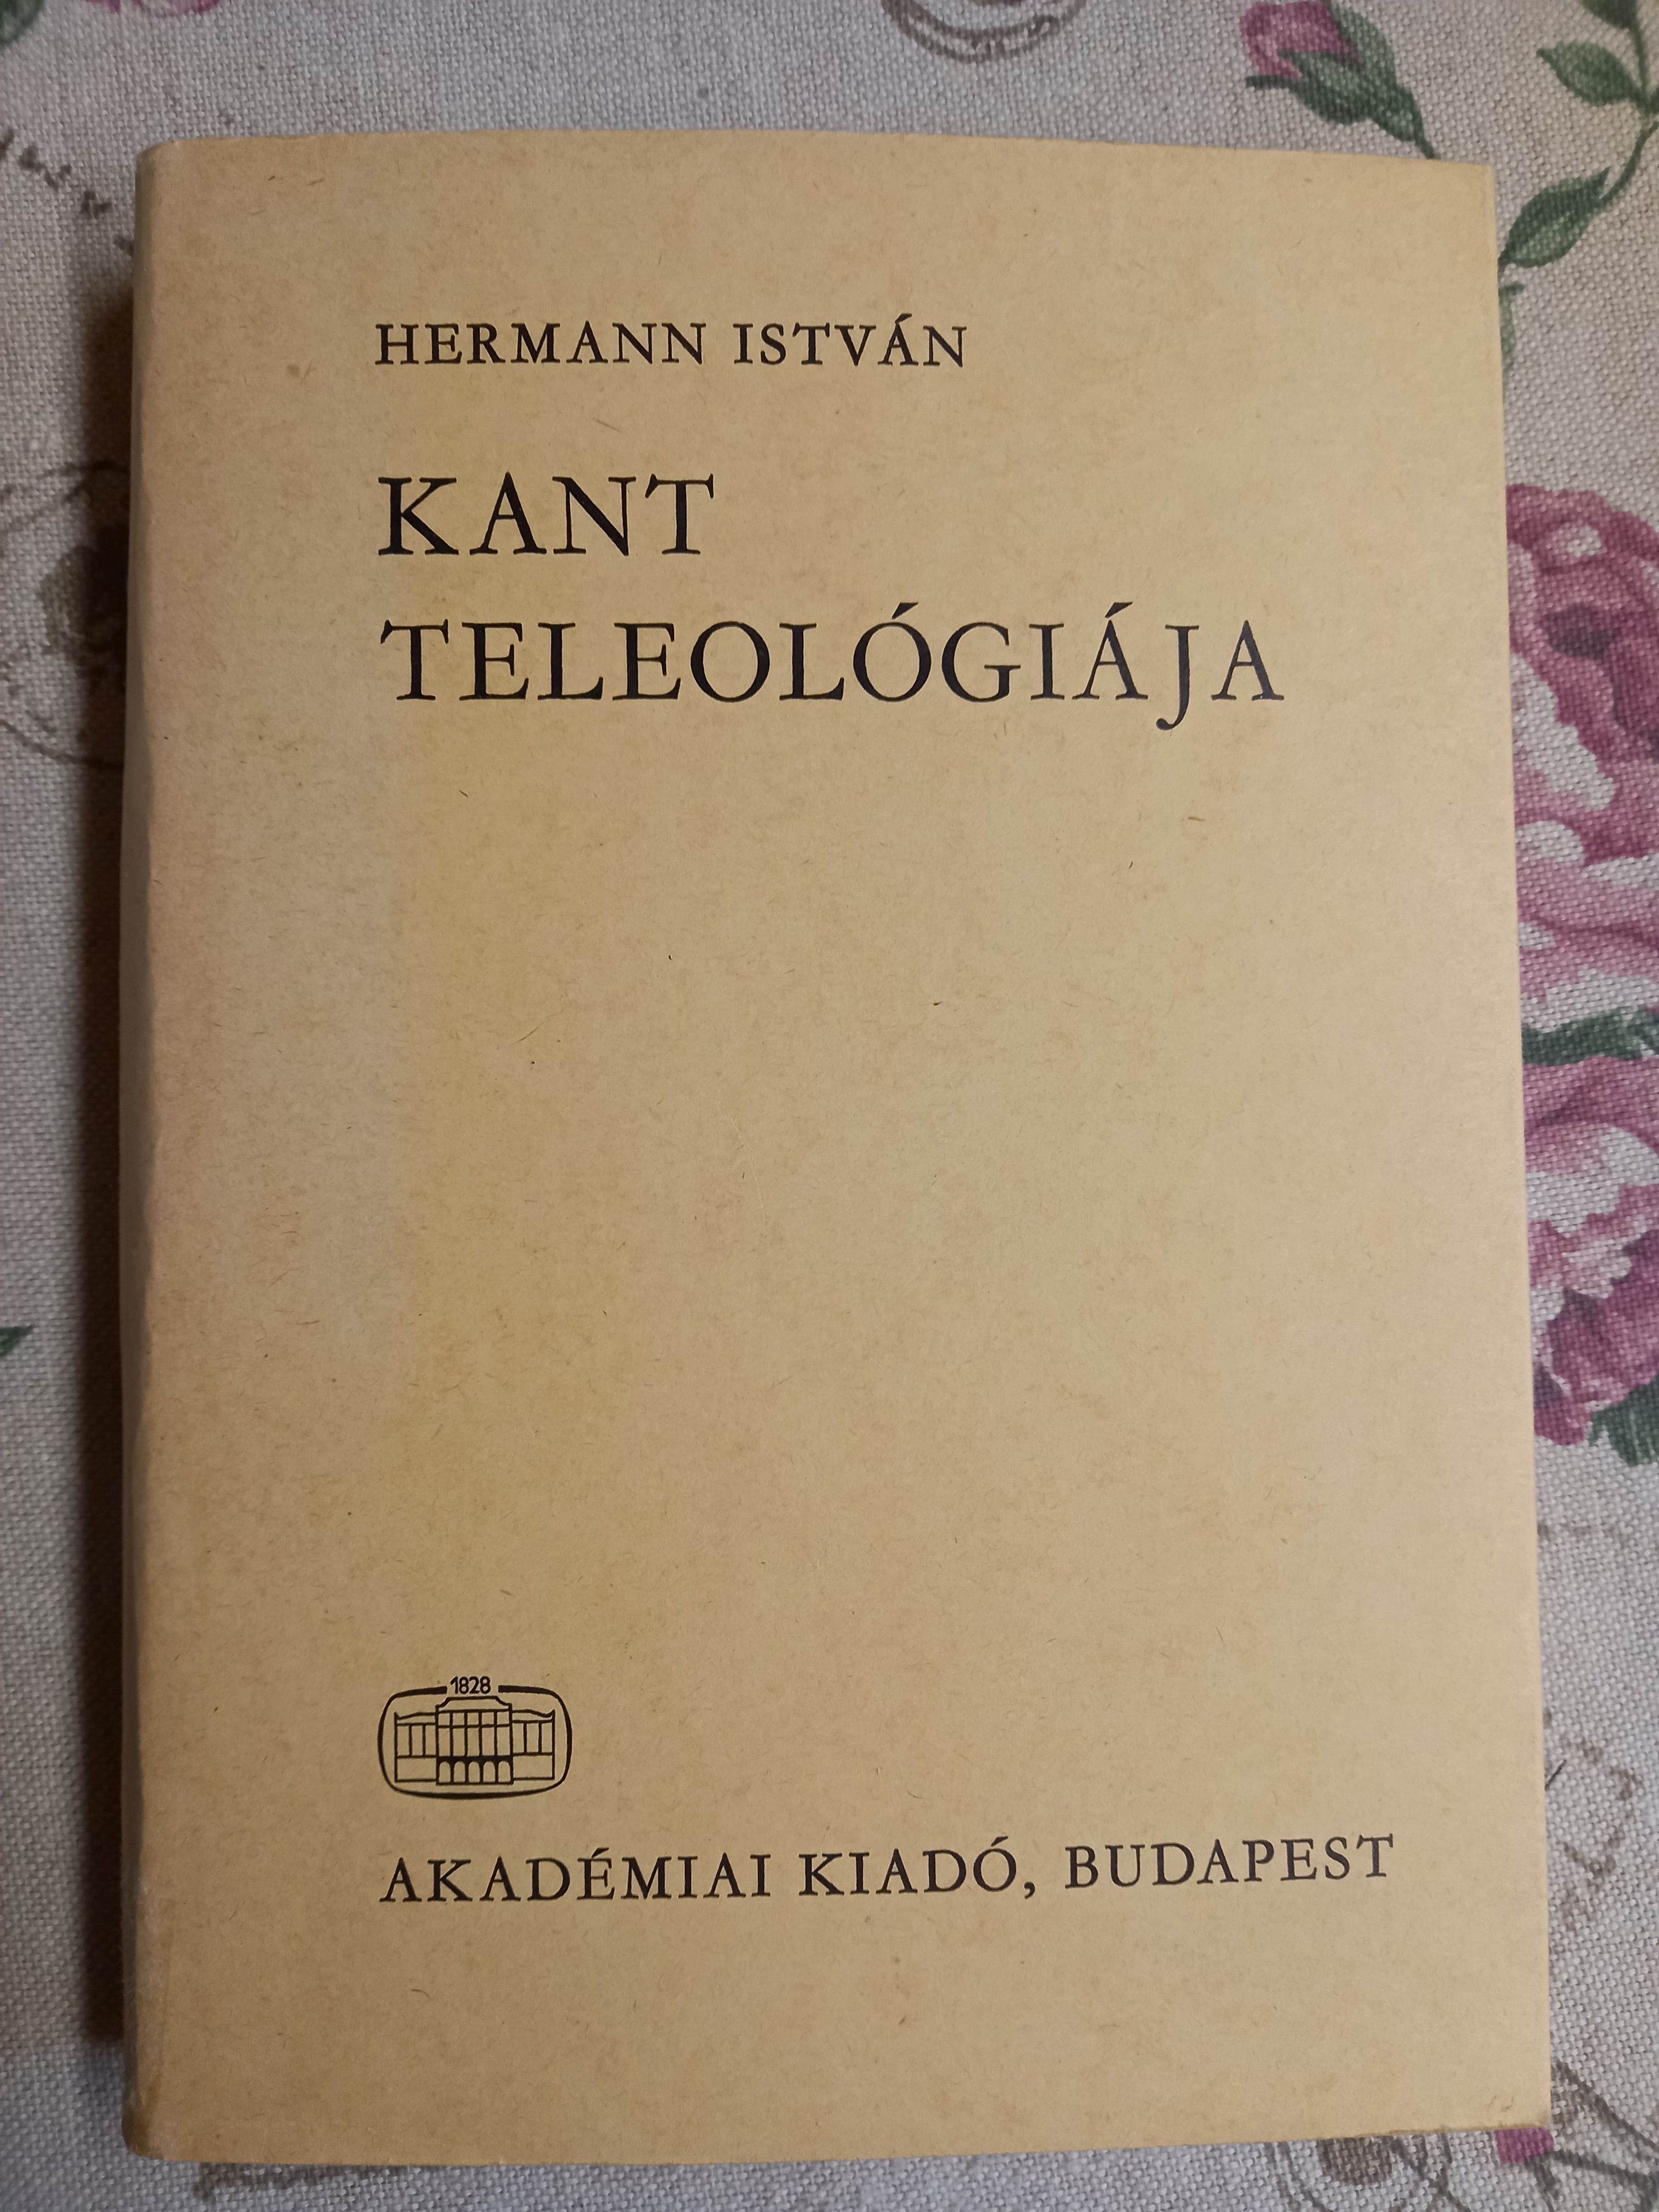 HERMANN ISTVÁN
KANT
TELEOLÓGIÁJA
1828
AKADÉMIAI KIADÓ, BUDAPEST